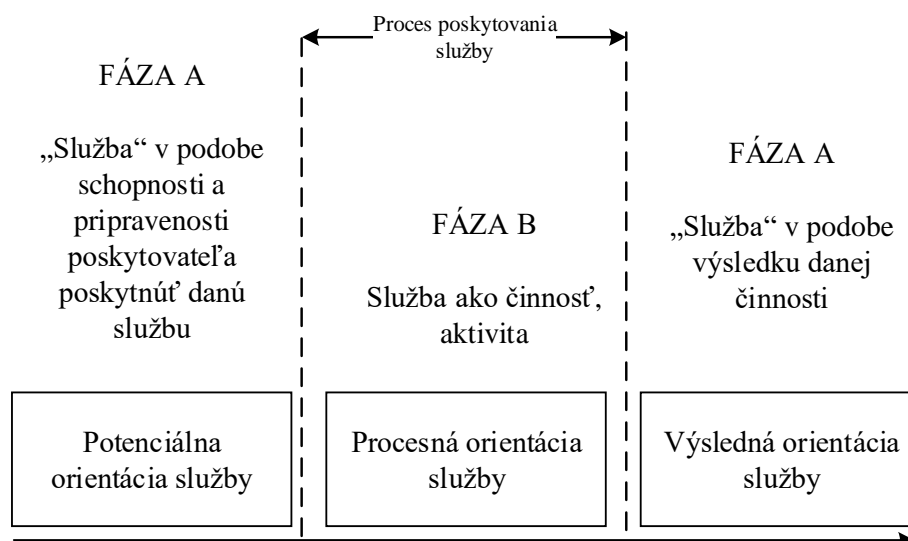 Proces poskytovania
služby
FÁZA A
„Služba“ v podobe
schopnosti a
pripravenosti
poskytovateľa
poskytnúť danú
službu
FÁZA B
Služba ako činnosť,
aktivita
FÁZA A
„Služba“ v podobe
výsledku danej
činnosti
Potenciálna
orientácia služby
Procesná orientácia
služby
Výsledná orientácia
služby